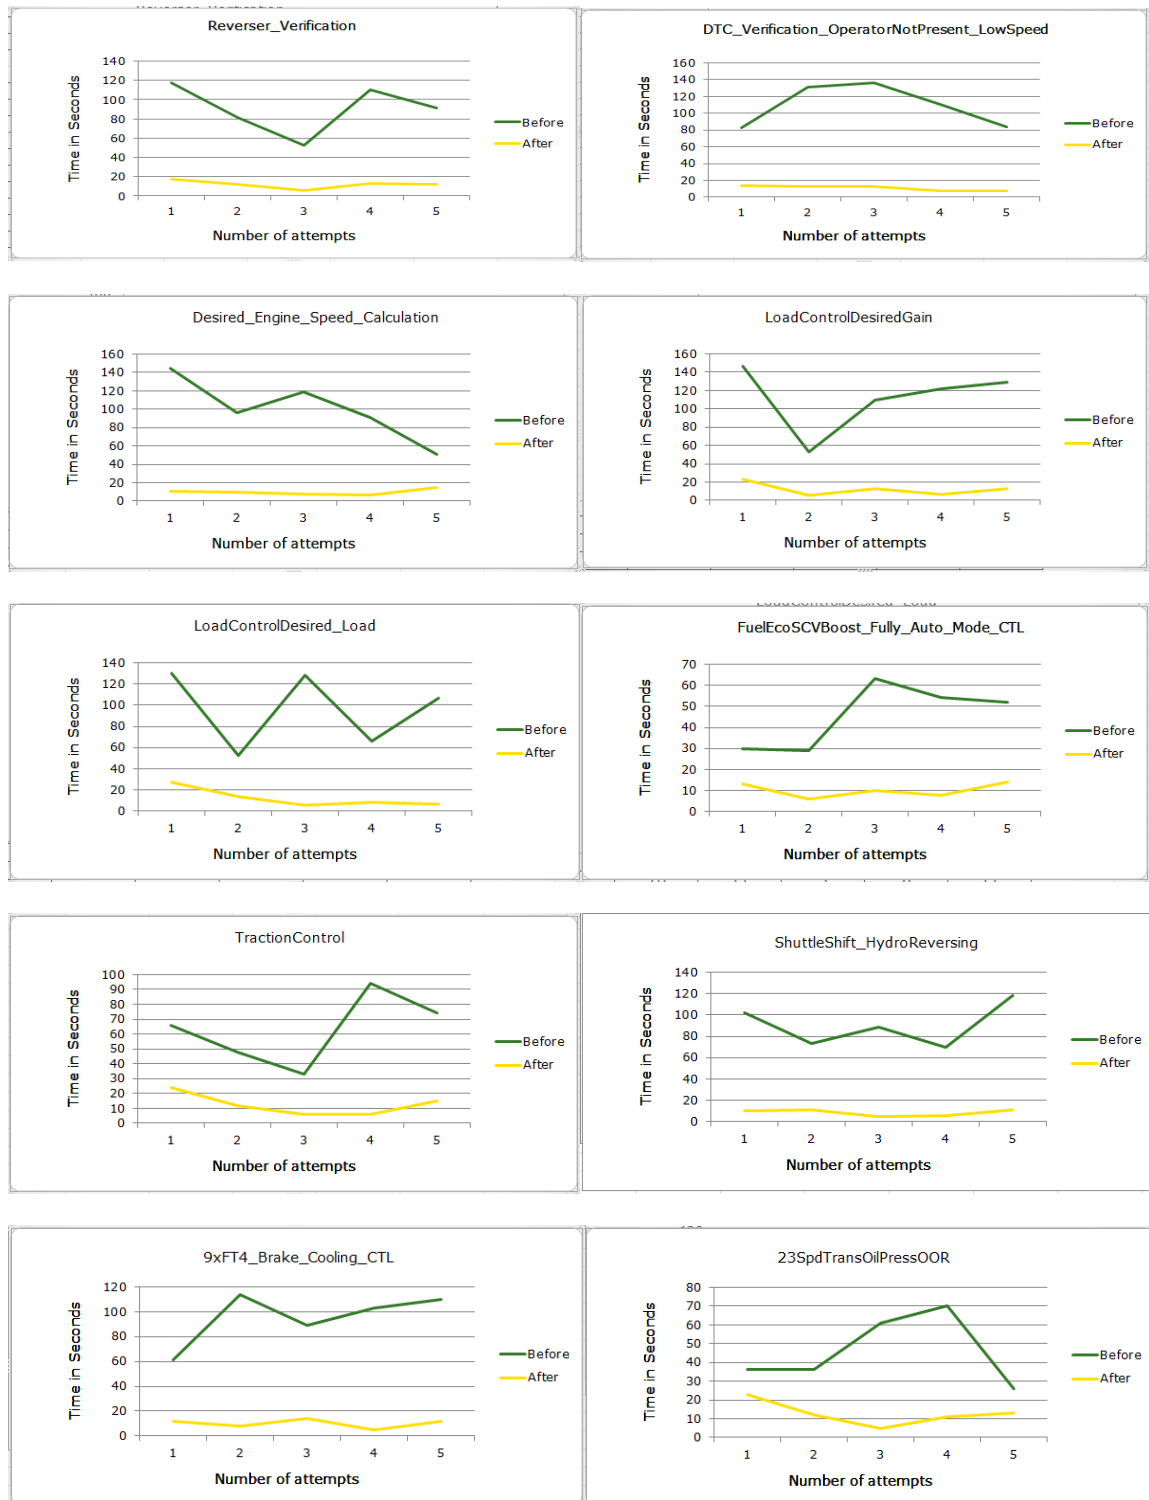 Reverser_Verification
140
120
100
80
60
40
20
0
Time in Seconds
1 2 3 4 5
Number of attempts
Before
After
DTC_Verification_OperatorNotPresent_LowSpeed
160
140
120
100
80
60
40
20
0
Time in Seconds
1 2 3 4 5
Number of attempts
Before
After
Desired_Engine_Speed_Calculation
160
140
120
100
80
60
40
20
0
Time in Seconds
1 2 3 4 5
Number of attempts
Before
After
LoadControlDesiredGain
160
140
120
100
80
60
40
20
0
Time in Seconds
1 2 3 4 5
Number of attempts
Before
After
LoadControlDesired_Load
140
120
100
80
60
40
20
0
Time in Seconds
1 2 3 4 5
Number of attempts
Before
After
FuelEcoSCVBoost_Fully_Auto_Mode_CTL
70
60
50
40
30
20
10
0
Time in Seconds
1 2 3 4 5
Number of attempts
Before
After
TractionControl
100
90
80
70
60
50
40
30
20
10
0
Time in Seconds
1 2 3 4 5
Number of attempts
Before
After
ShuttleShift_HydroReversing
140
120
100
80
60
40
20
0
Time in Seconds
1 2 3 4 5
Number of attempts
Before
After
9xFT4_Brake_Cooling_CTL
120
100
80
60
40
20
0
Time in Seconds
1 2 3 4 5
Number of attempts
Before
After
23SpdTransOilPressOOR
80
70
60
50
40
30
20
10
0
Time in Seconds
1 2 3 4 5
Number of attempts
Before
After